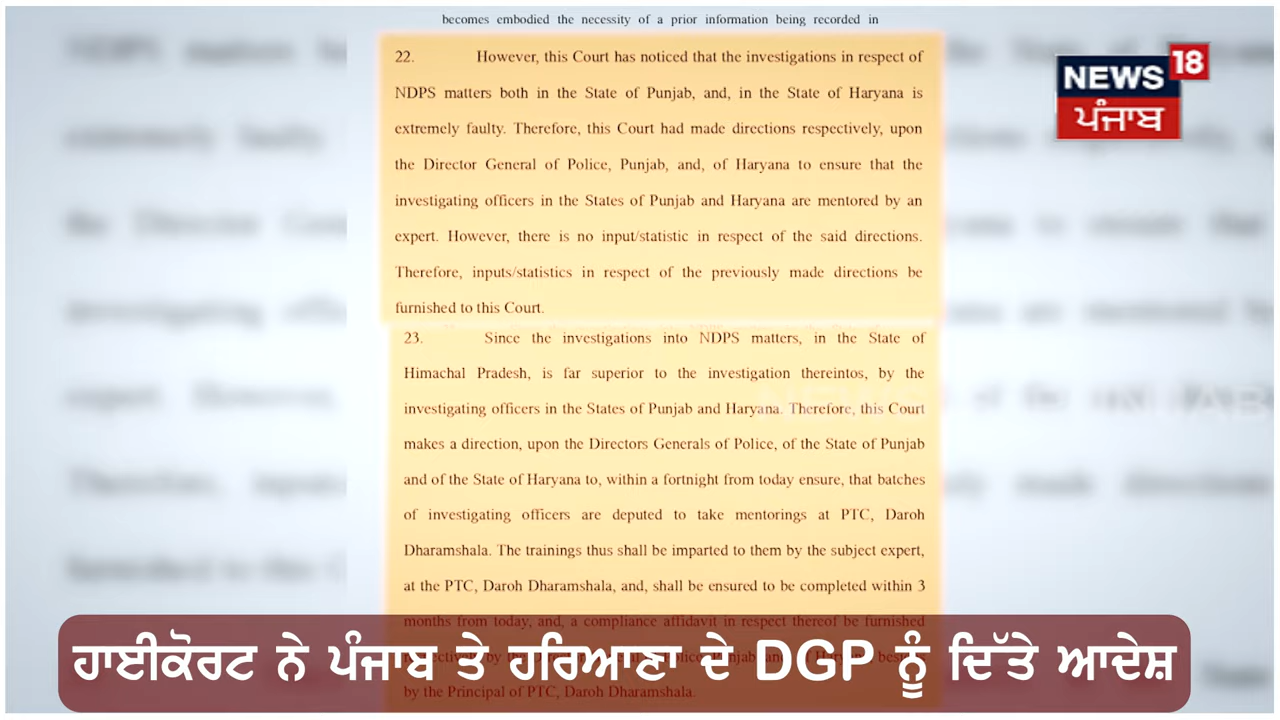 becomes embodied the necessity of a prior information being recorded in
22. However, this Court has noticed that the investigations in respect of
NDPS matters both in the State of Punjab, and, in the State of Haryana is
extremely faulty. Therefore, this Court had made directions respectively, upon
the Director General of Police, Punjab, and, of Haryana to ensure that the
investigating officers in the States of Punjab and Haryana are mentored by an
expert. However, there is no input/statistic in respect of the said directions.
Therefore, inputs/statistics in respect of the previously made directions be
furnished to this Court.
23. Since the investigations into NDPS matters, in the State of
Himachal Pradesh, is far superior to the investigation thereintos, by the
investigating officers in the States of Punjab and Haryana. Therefore, this Court
makes a direction, upon the Directors Generals of Police, of the State of Punjab
and of the State of Haryana to, within a fortnight from today ensure, that batches
of investigating officers are deputed to take mentorings at PTC, Daroh
Dharamshala. The trainings thus shall be imparted to them by the subject expert,
at the PTC, Daroh Dharamshala, and, shall be ensured to be completed within 3
months from today, and, a compliance affidavit in respect thereof be furnished
by the Principal of PTC, Daroh Dharamshala.
NEWS 18
ਪੰਜਾਬ
ਹਾਈਕੋਰਟ ਨੇ ਪੰਜਾਬ ਤੇ ਹਰਿਆਣਾ ਦੇ DGP ਨੂੰ ਦਿੱਤੇ ਆਦੇਸ਼